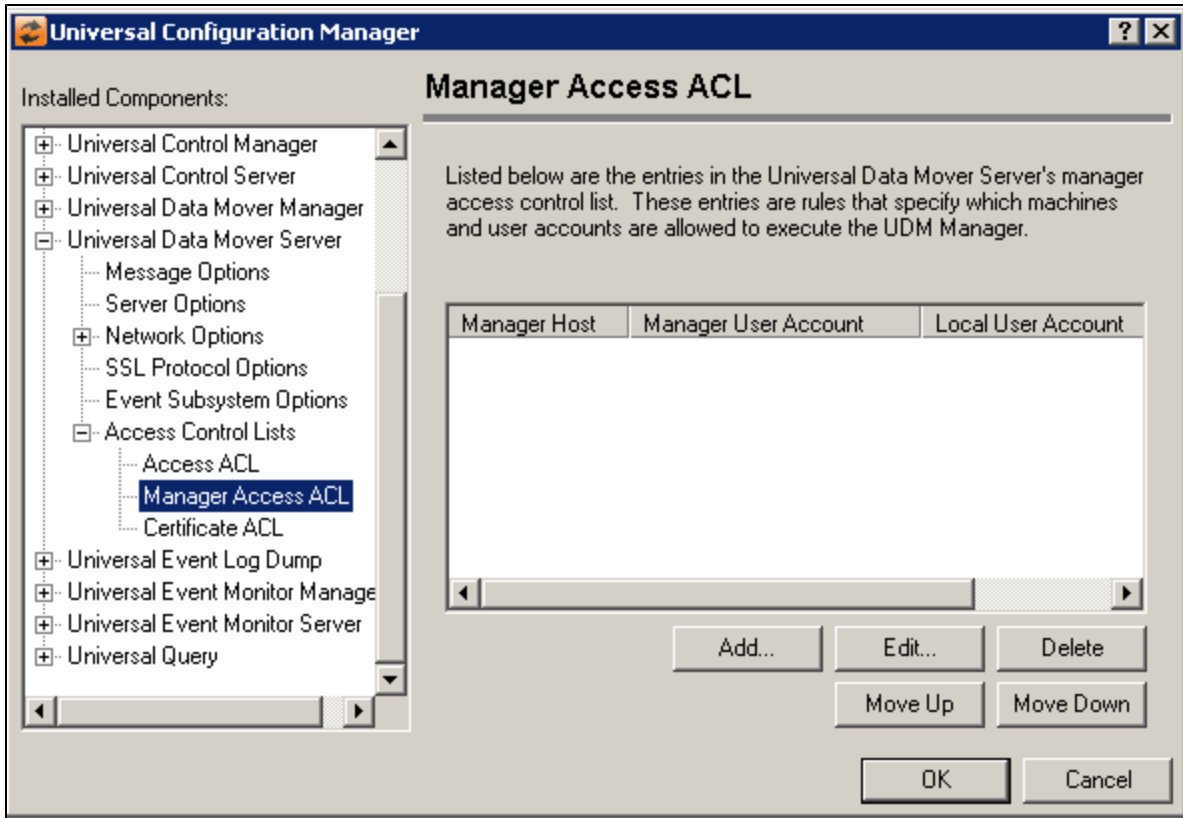 Universal Configuration Manager
Installed Components:
Universal Control Manager
Universal Control Server
Universal Data Mover Manager
Universal Data Mover Server
Message Options
Server Options
Network Options
SSL Protocol Options
Event Subsystem Options
Access Control Lists
Access ACL
Manager Access ACL
Certificate ACL
Universal Event Log Dump
Universal Event Monitor Manage
Universal Event Monitor Server
Universal Query
Manager Access ACL
Listed below are the entries in the Universal Data Mover Server's manager
access control list. These entries are rules that specify which machines
and user accounts are allowed to execute the UDM Manager.
Manager Host Manager User Account Local User Account
Add... Edit... Delete
Move Up Move Down
OK Cancel